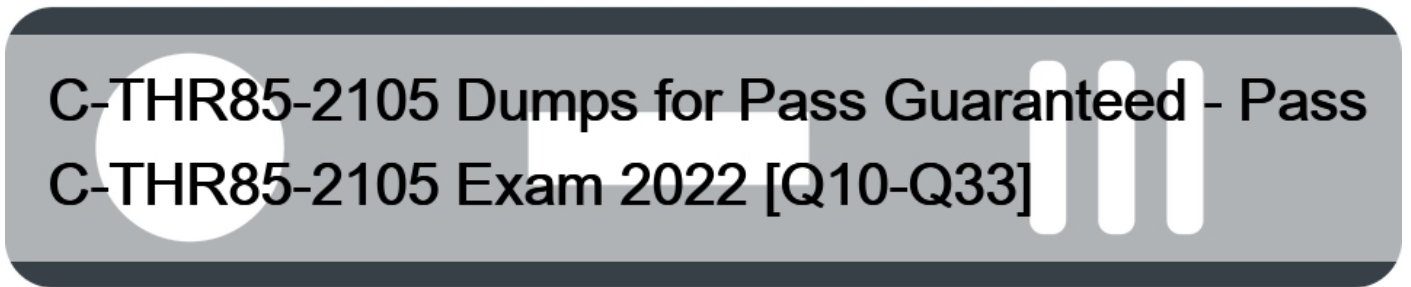 C-THR85-2105 Dumps for Pass Guaranteed - Pass
C-THR85-2105 Exam 2022 [Q10-Q33]